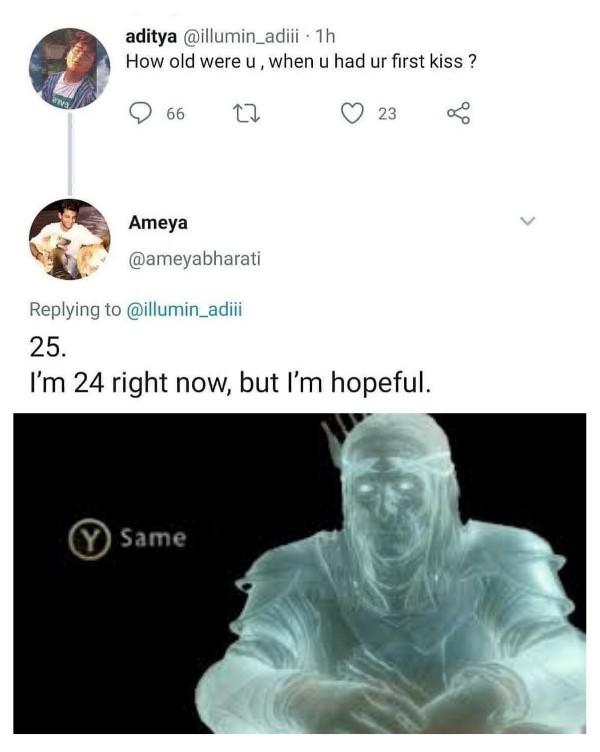 aditya @illumin_adiii · 1h
How old were u , when u had ur first kiss ?
66 23
Ameya
@ameyabharati
Replying to @illumin_adiii
25.
I'm 24 right now, but I'm hopeful.
Y Same